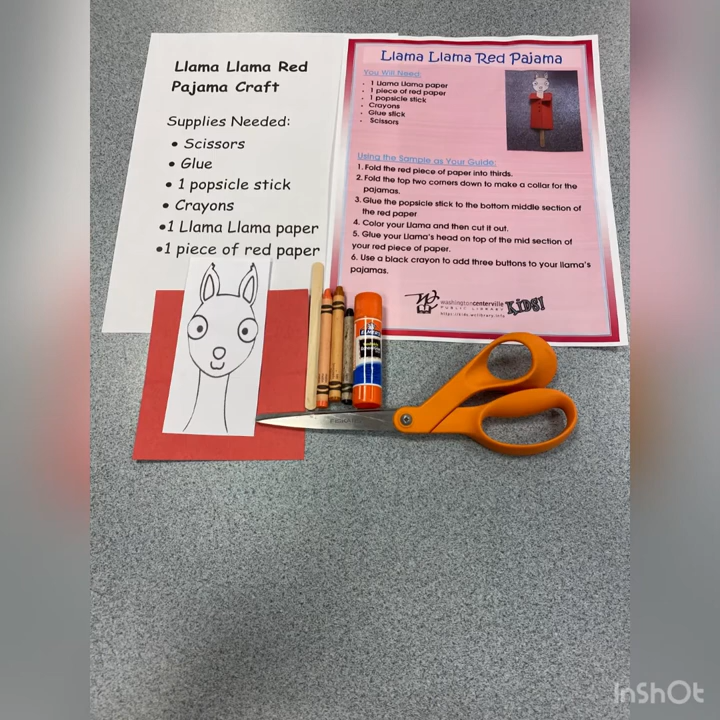 Llama Llama Red
Pajama Craft
Supplies Needed:
• Scissors
• Glue
• 1 popsicle stick
• Crayons
•1 Llama Llama paper
•1 piece of red paper
Llama Llama Red Pajama
You Will Need:
• 1 Llama Llama paper
• 1 piece of red paper
• 1 popsicle stick
• Crayons
• Glue stick
• Scissors
Using the Sample as Your Guide:
1. Fold the red piece of paper into thirds.
2. Fold the top two corners down to make a collar for the
pajamas.
3. Glue the popsicle stick to the bottom middle section of
the red paper
4. Color your Llama and then cut it out.
5. Glue your Llama's head on top of the mid section of
your red piece of paper.
6. Use a black crayon to add three buttons to your llama's
pajamas.
washingtoncenterville
PUBLIC LIBRARY
KIDS!
https://kids.wclibrary.info
InShOt